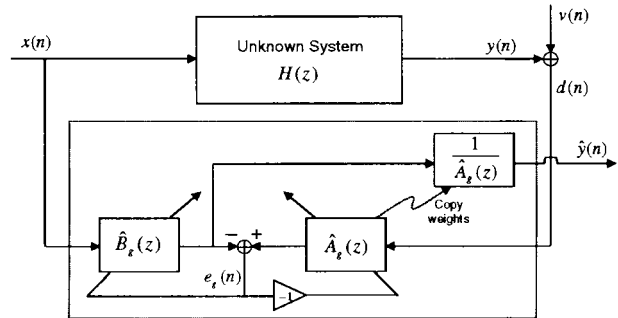 v(n)
x(n)
Unknown System
H(z)
y(n)
d(n)
1
Â_g(z)
ŷ(n)
Copy
weights
B̂_g(z)
− +
Â_g(z)
e_g(n)
-1